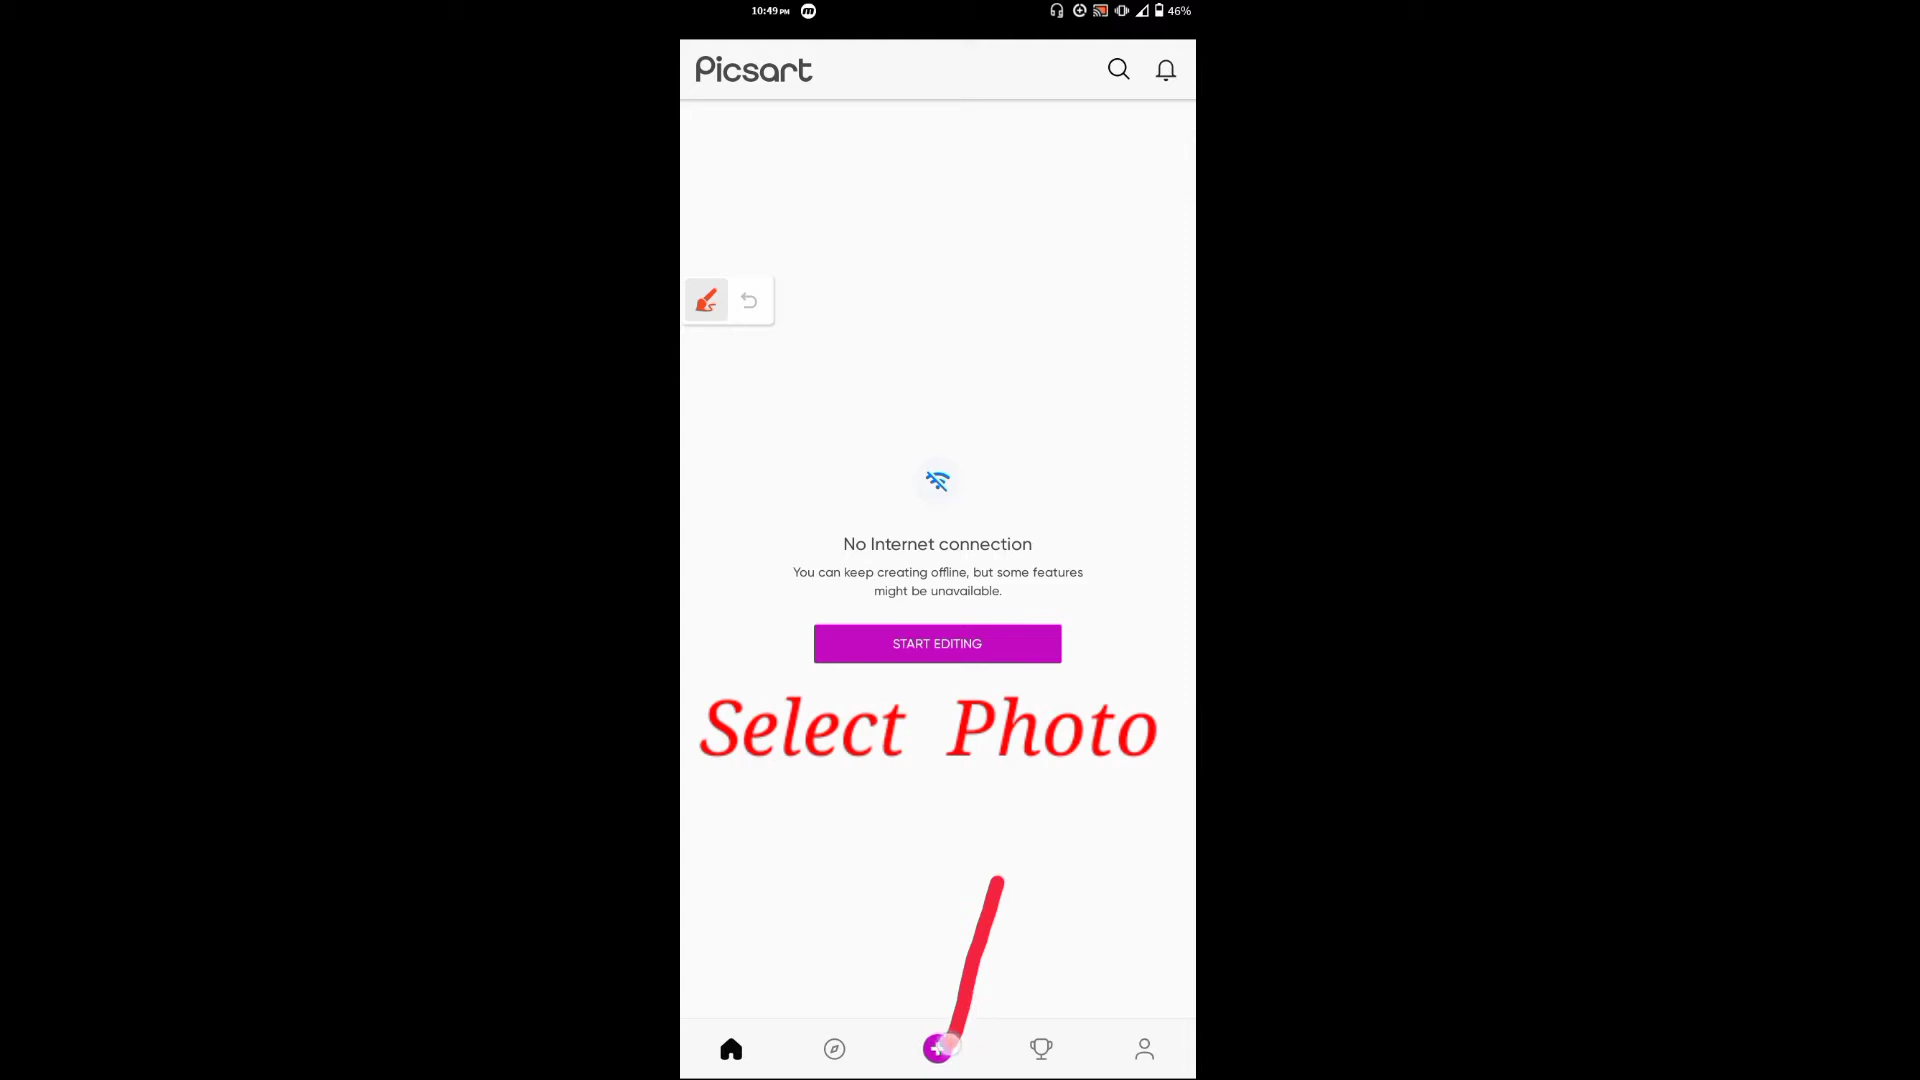 10:49 PM
46%
Picsart
No Internet connection
You can keep creating offline, but some features
might be unavailable.
START EDITING
Select Photo